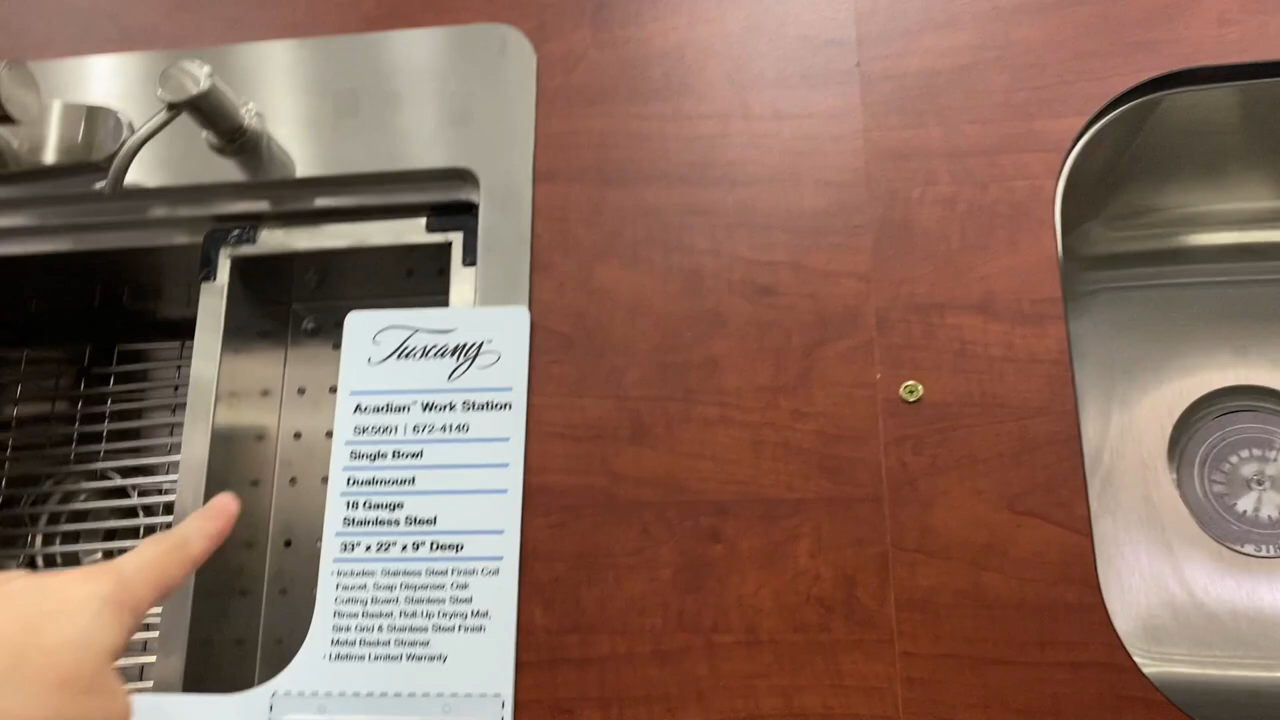 Tuscany™
Acadian™ Work Station
SK5001 | 672-4140
Single Bowl
Dualmount
18 Gauge
Stainless Steel
33" x 22" x 9" Deep
• Includes: Stainless Steel Finish Coil
Faucet, Soap Dispenser, Oak
Cutting Board, Stainless Steel
Rinse Basket, Roll-Up Drying Mat,
Sink Grid & Stainless Steel Finish
Metal Basket Strainer
• Lifetime Limited Warranty